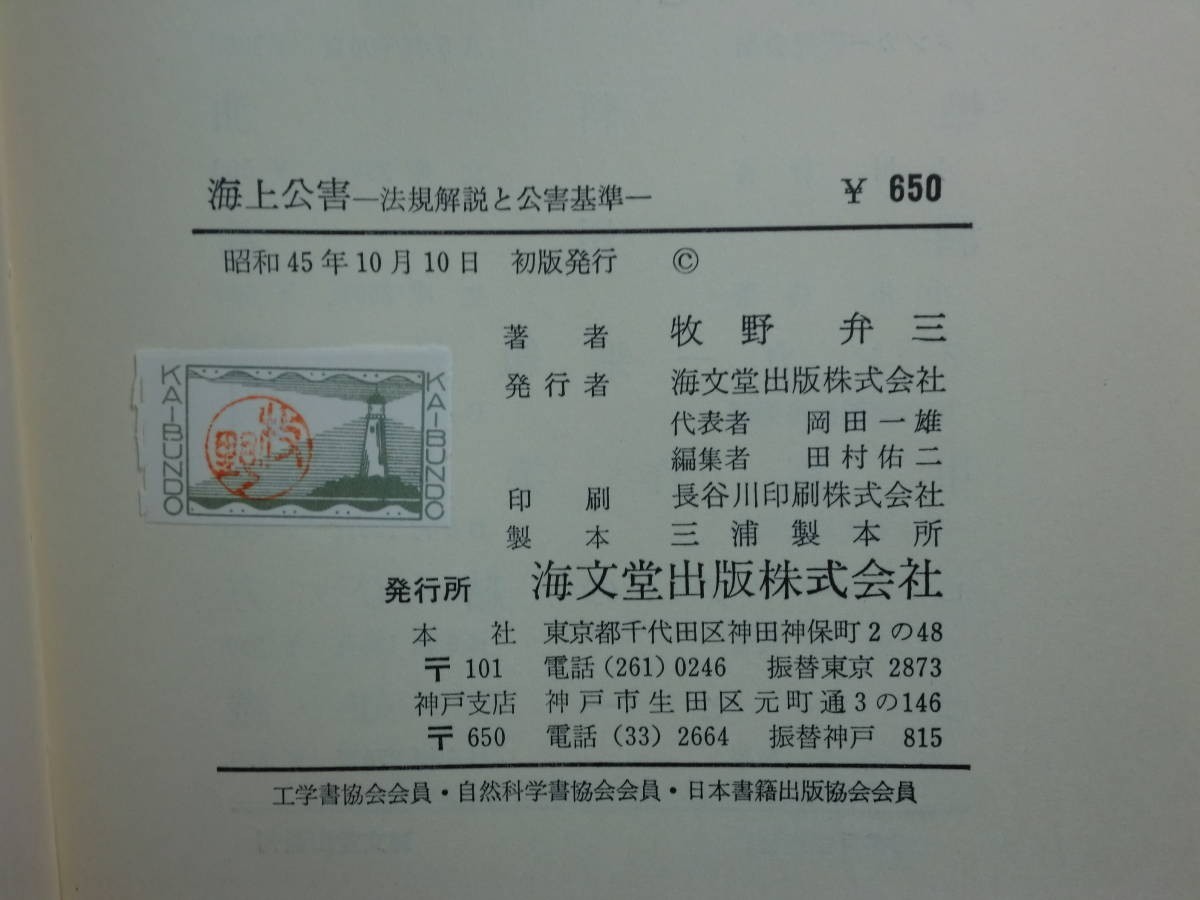 海上公害―法規解説と公害基準― ¥ 650
昭和45年10月10日 初版発行 ©
著者 牧野弁三
発行者 海文堂出版株式会社
代表者 岡田一雄
編集者 田村佑二
印刷 長谷川印刷株式会社
製本 三浦製本所
発行所 海文堂出版株式会社
本社 東京都千代田区神田神保町2の48
〒101 電話(261)0246 振替東京 2873
神戸支店 神戸市生田区元町通3の146
〒650 電話(33)2664 振替神戸 815
工学書協会会員・自然科学書協会会員・日本書籍出版協会会員
KAIBUNDO
KAIBUNDO
牧野